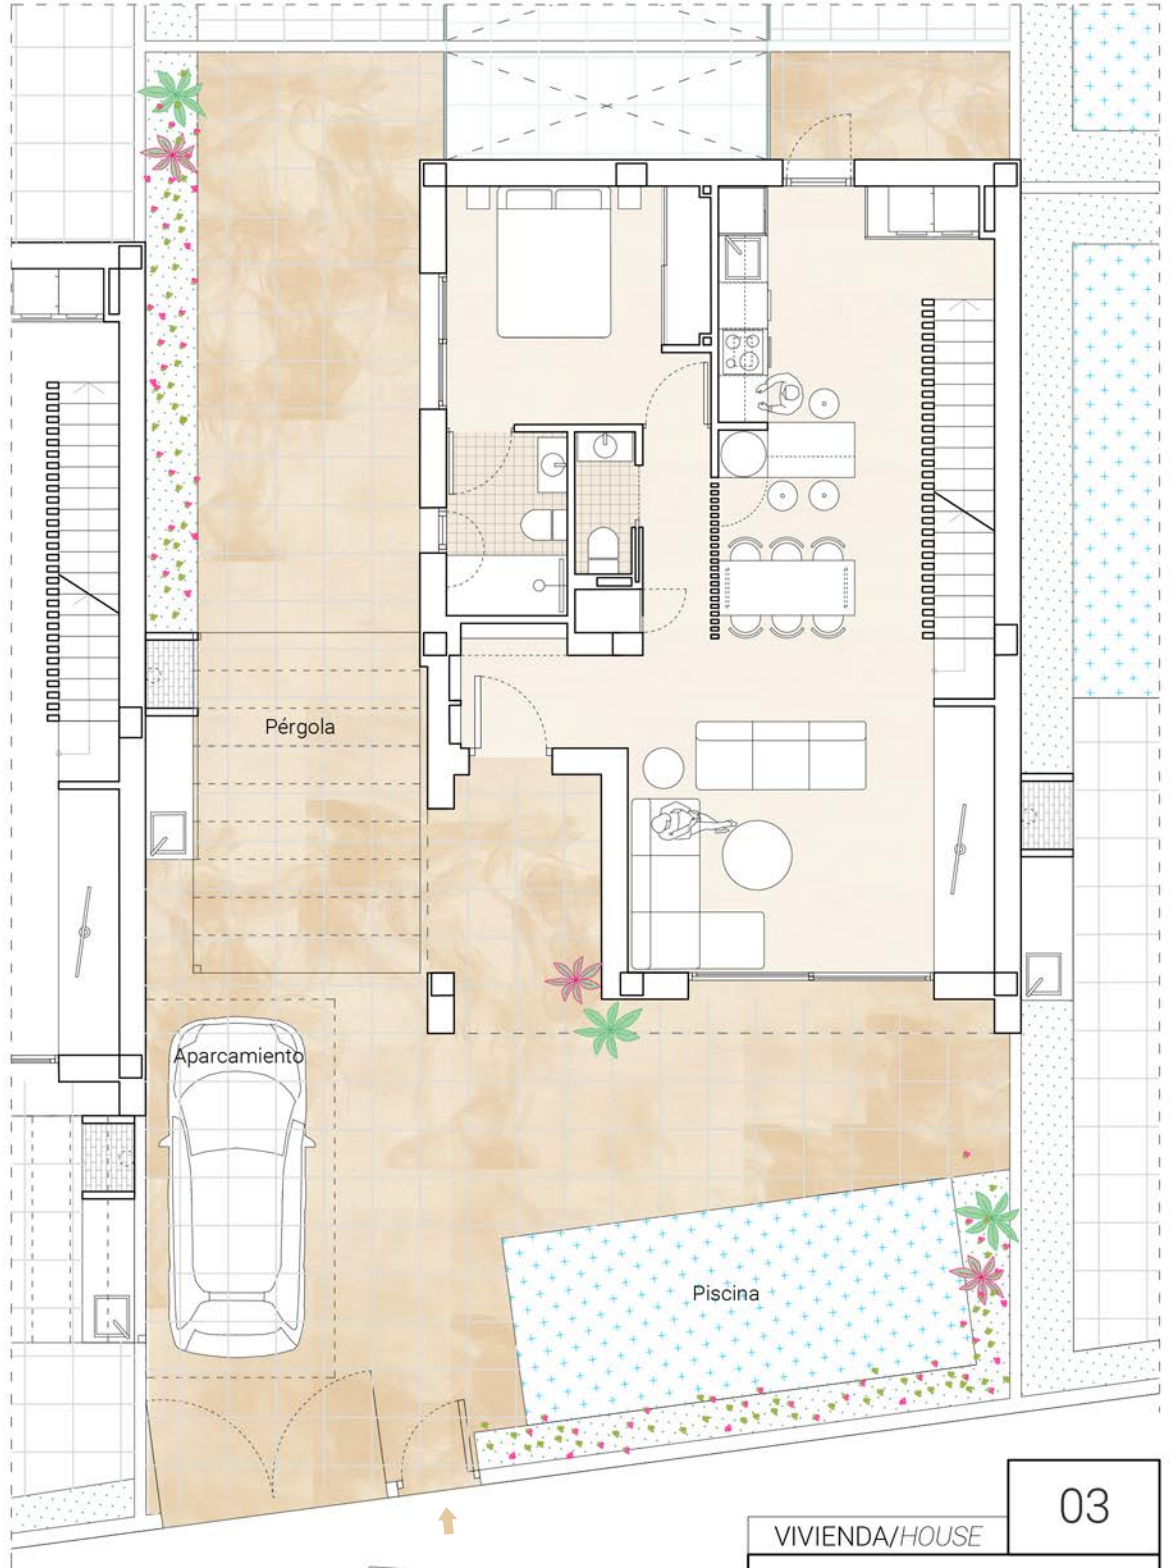 Pérgola
Aparcamiento
Piscina
03
VIVIENDA/HOUSE